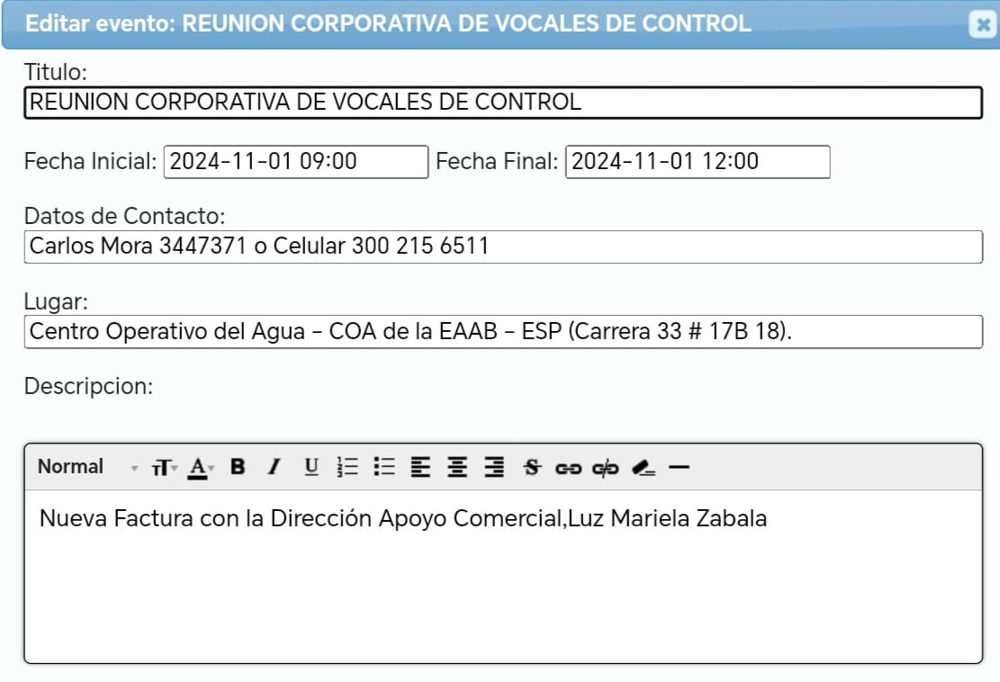 Editar evento: REUNION CORPORATIVA DE VOCALES DE CONTROL
Titulo:
REUNION CORPORATIVA DE VOCALES DE CONTROL
Fecha Inicial: 2024-11-01 09:00 Fecha Final: 2024-11-01 12:00
Datos de Contacto:
Carlos Mora 3447371 o Celular 300 215 6511
Lugar:
Centro Operativo del Agua - COA de la EAAB - ESP (Carrera 33 # 17B 18).
Descripcion:
Normal
Nueva Factura con la Dirección Apoyo Comercial,Luz Mariela Zabala